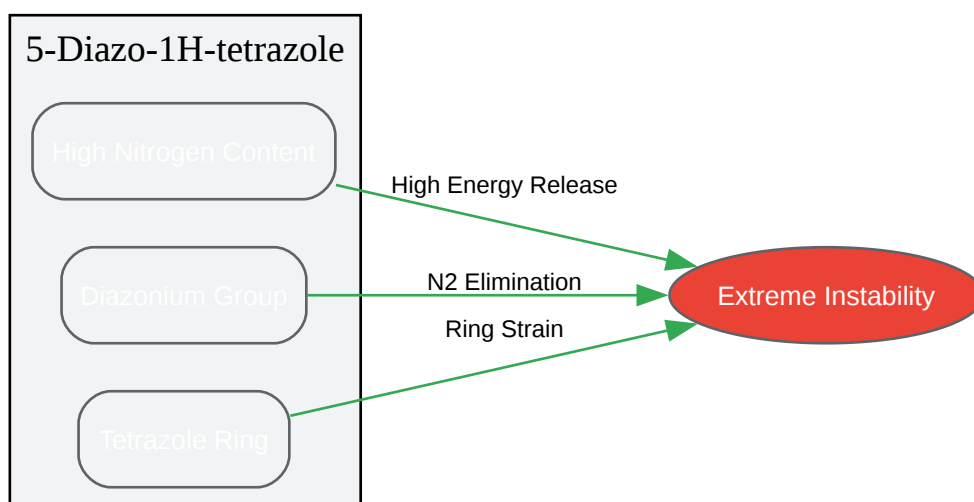 5-Diazo-1H-tetrazole
High Nitrogen Content
High Energy Release
Diazonium Group
N2 Elimination
Extreme Instability
Ring Strain
Tetrazole Ring